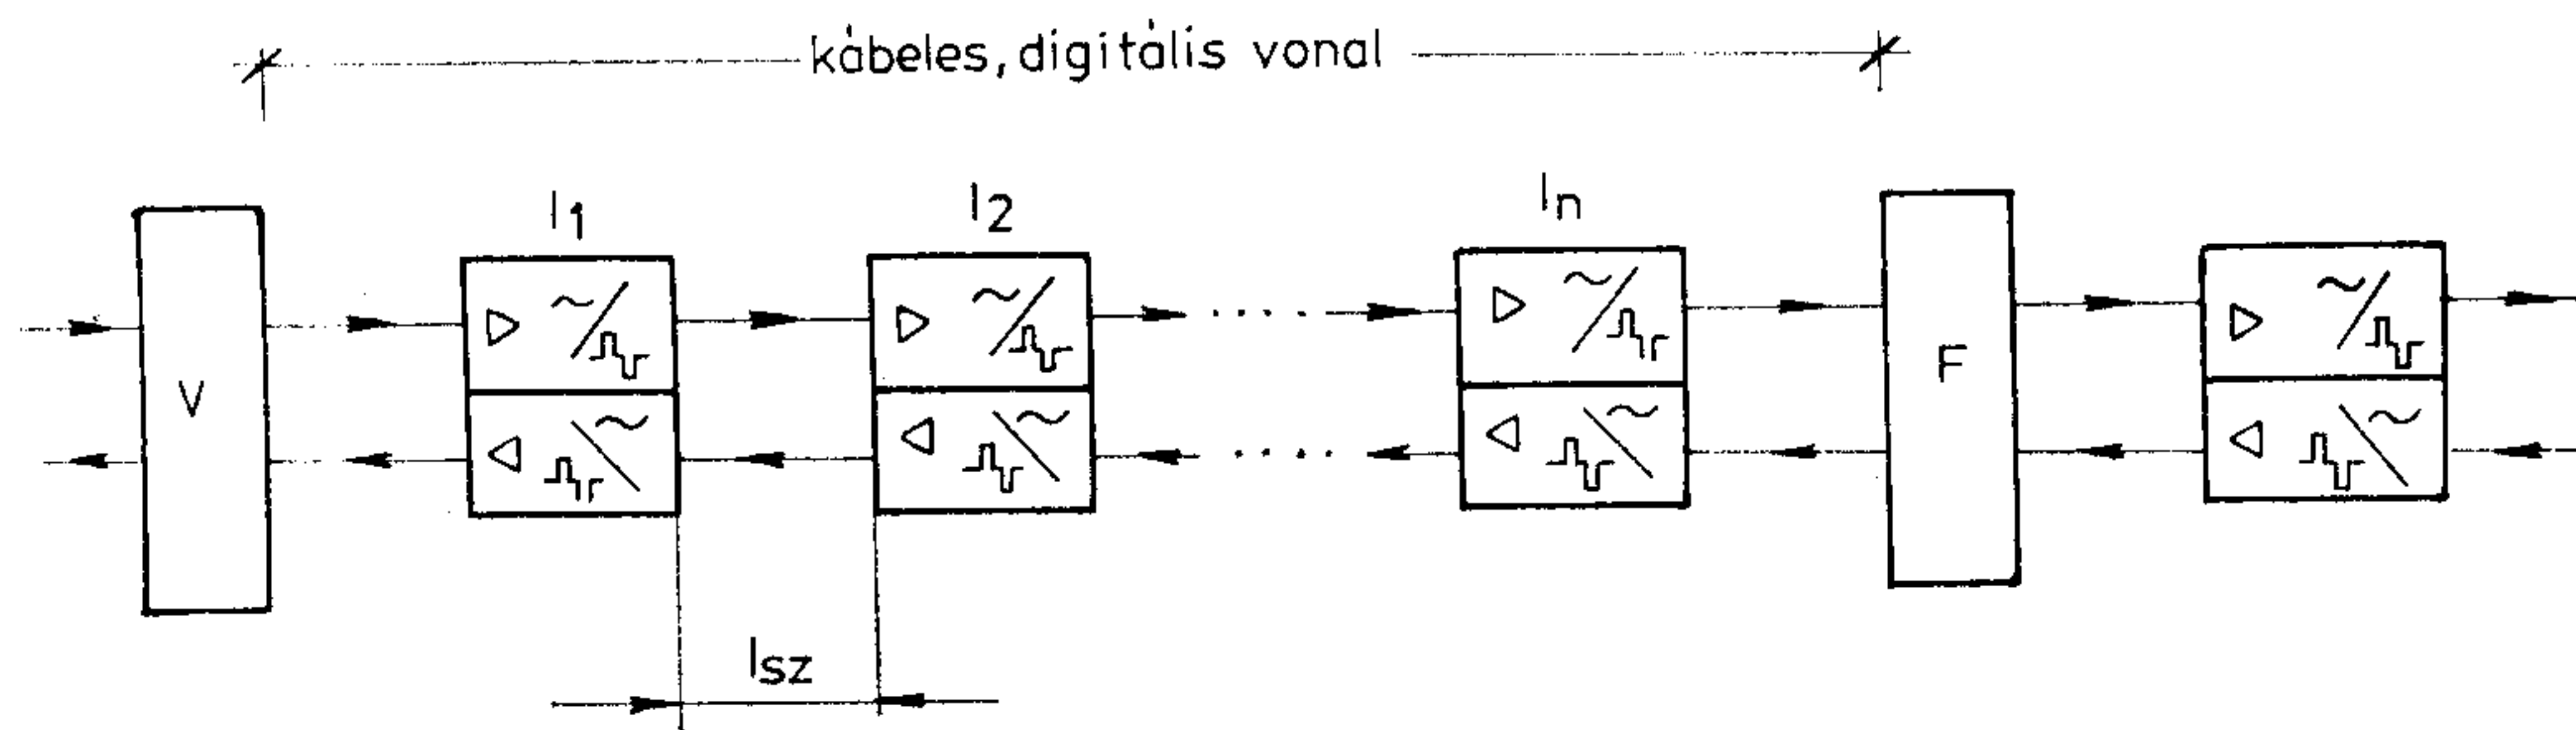 kábeles, digitális vonal
I1
I2
In
V
F
lsz